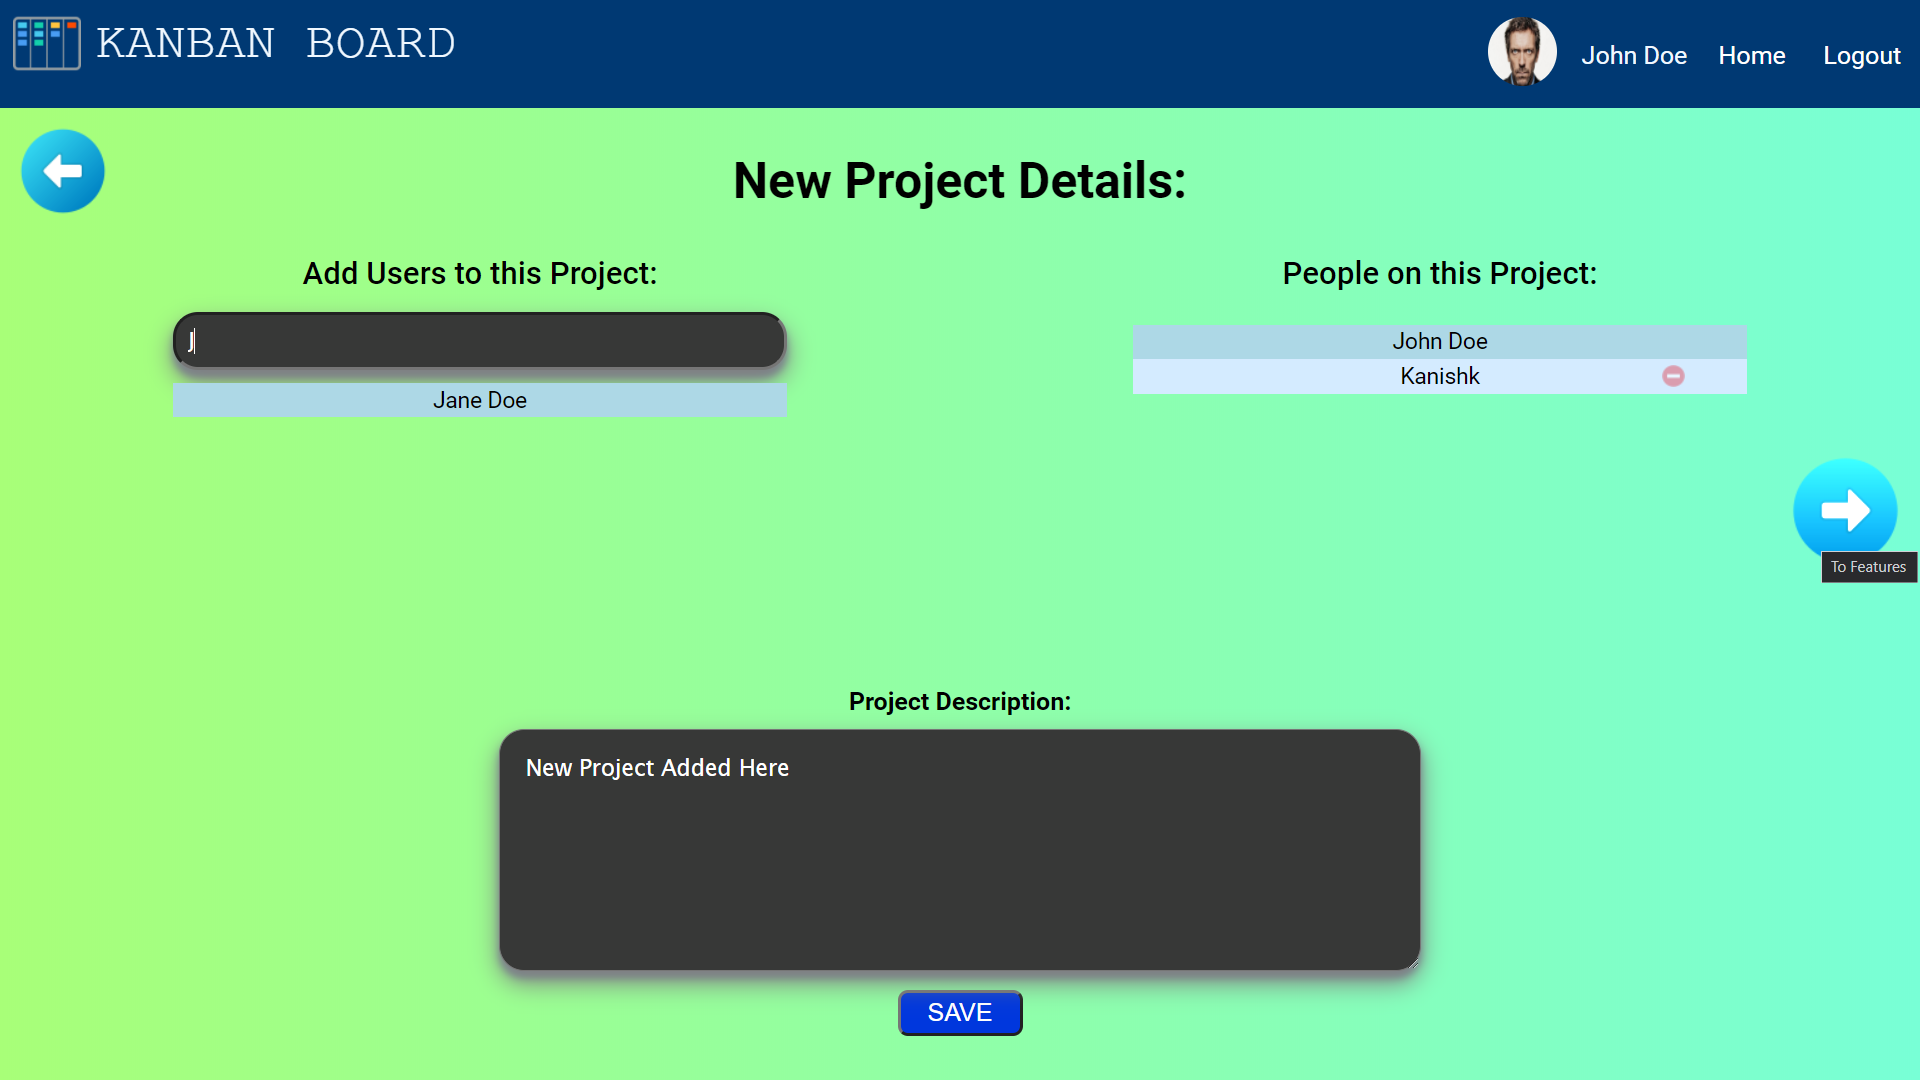 KANBAN BOARD
John Doe
Home
Logout
New Project Details:
Add Users to this Project:
J
Jane Doe
People on this Project:
John Doe
Kanishk
To Features
Project Description:
New Project Added Here
SAVE